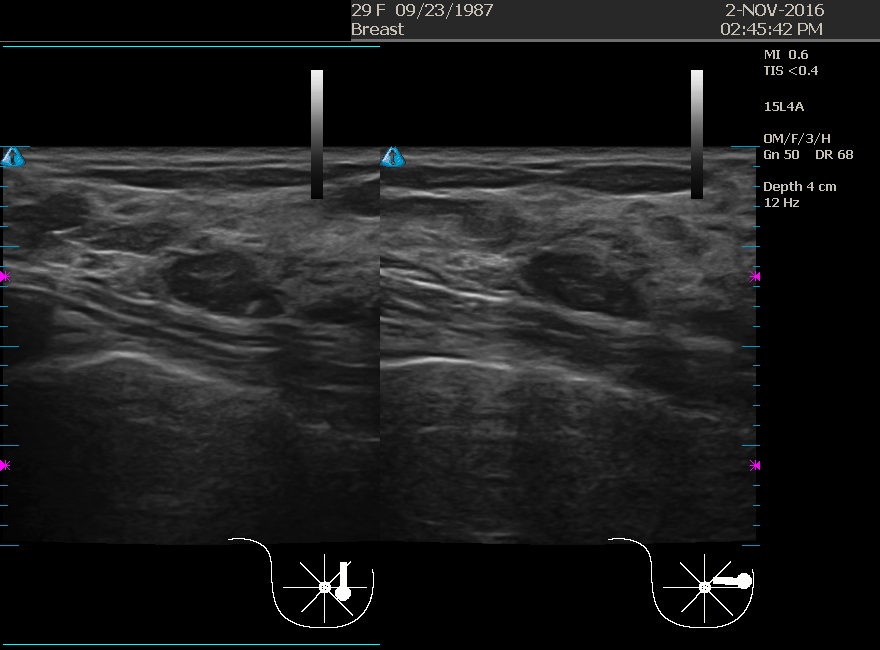 29 F 09/23/1987 2-NOV-2016
Breast 02:45:42 PM
MI 0.6
TIS <0.4
15L4A
OM/F/3/H
Gn 50 DR 68
Depth 4 cm
12 Hz